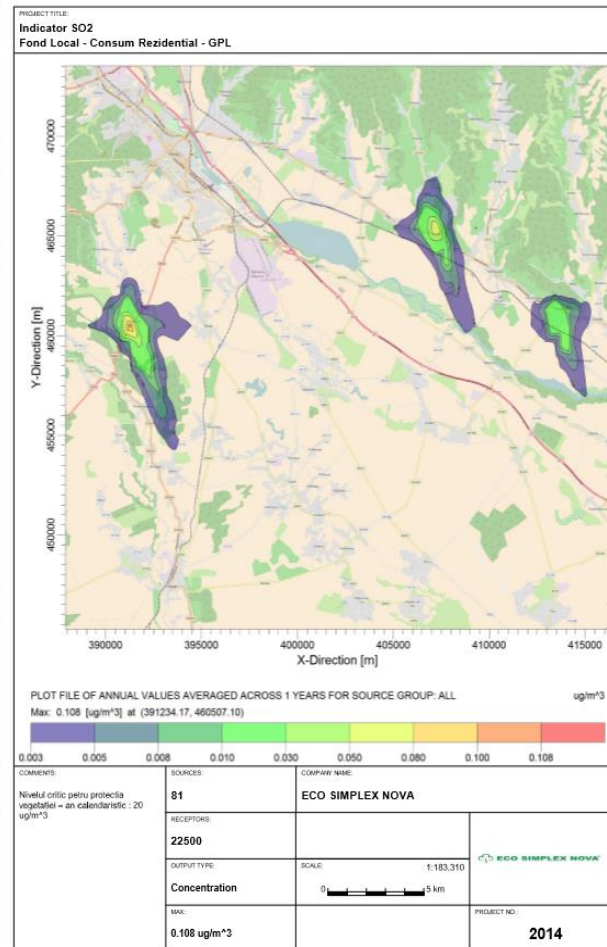 PROJECT TITLE:
Indicator SO2
Fond Local - Consum Rezidential - GPL
Y-Direction [m]
470000
465000
460000
455000
450000
390000 395000 400000 405000 410000 415000
X-Direction [m]
PLOT FILE OF ANNUAL VALUES AVERAGED ACROSS 1 YEARS FOR SOURCE GROUP: ALL ug/m^3
Max: 0.108 [ug/m^3] at (391234.17, 460507.10)
0.003 0.005 0.008 0.010 0.030 0.050 0.080 0.100 0.108
COMMENTS:
Nivelul critic petru protectia
vegetatiei – an calendaristic : 20
ug/m^3
SOURCES:
81
COMPANY NAME:
ECO SIMPLEX NOVA
RECEPTORS:
22500
OUTPUT TYPE:
Concentration
SCALE: 1:183,310
0 5 km
ECO SIMPLEX NOVA
MAX:
0.108 ug/m^3
PROJECT NO.:
2014